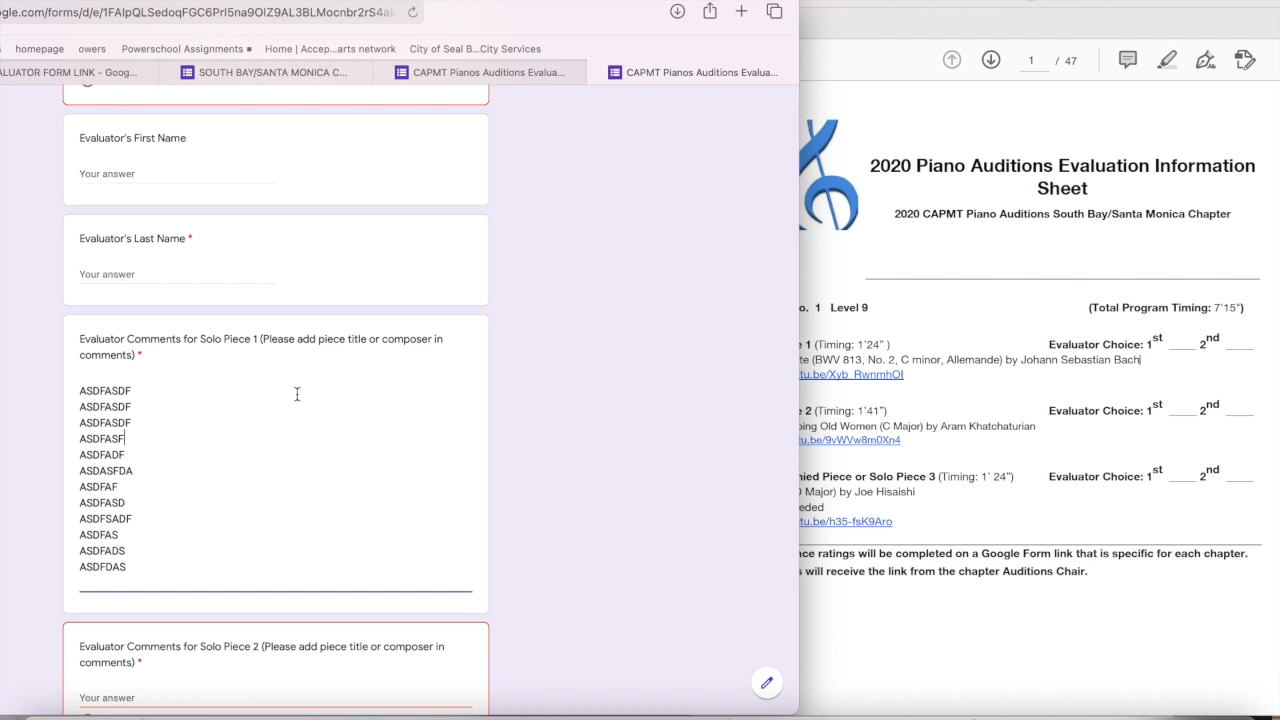 gle.com/forms/d/e/1FAIpQLSedoqFGC6PrI5na9OIZ9AL3BLMocnbr2rS4ak
homepage owers Powerschool Assignments Home | Accep...arts network City of Seal B...City Services
ALUATOR FORM LINK - Goog... SOUTH BAY/SANTA MONICA C... CAPMT Pianos Auditions Evalua... CAPMT Pianos Auditions Evalua...
Evaluator's First Name
Your answer
Evaluator's Last Name *
Your answer
Evaluator Comments for Solo Piece 1 (Please add piece title or composer in
comments) *
ASDFASDF
ASDFASDF
ASDFASDF
ASDFASF
ASDFADF
ASDASFDA
ASDFAF
ASDFASD
ASDFSADF
ASDFAS
ASDFADS
ASDFDAS
Evaluator Comments for Solo Piece 2 (Please add piece title or composer in
comments) *
Your answer
1 / 47
2020 Piano Auditions Evaluation Information
Sheet
2020 CAPMT Piano Auditions South Bay/Santa Monica Chapter
o. 1 Level 9 (Total Program Timing: 7'15")
e 1 (Timing: 1'24" ) Evaluator Choice: 1st ____ 2nd ____
te (BWV 813, No. 2, C minor, Allemande) by Johann Sebastian Bach
tu.be/Xyb_RwnmhOI
e 2 (Timing: 1'41") Evaluator Choice: 1st ____ 2nd ____
ping Old Women (C Major) by Aram Khatchaturian
tu.be/9vWVw8m0Xn4
nied Piece or Solo Piece 3 (Timing: 1' 24") Evaluator Choice: 1st ____ 2nd ____
D Major) by Joe Hisaishi
eded
tu.be/h35-fsK9Aro
nce ratings will be completed on a Google Form link that is specific for each chapter.
s will receive the link from the chapter Auditions Chair.